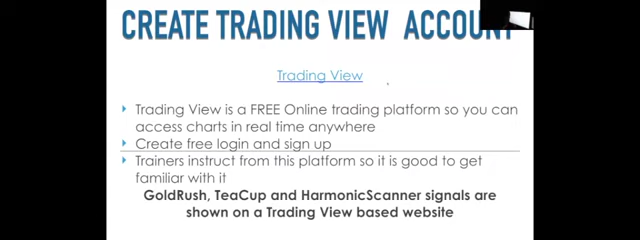 CREATE TRADING VIEW ACCOUNT
Trading View
Trading View is a FREE Online trading platform so you can
access charts in real time anywhere
Create free login and sign up
Trainers instruct from this platform so it is good to get
familiar with it
GoldRush, TeaCup and HarmonicScanner signals are
shown on a Trading View based website